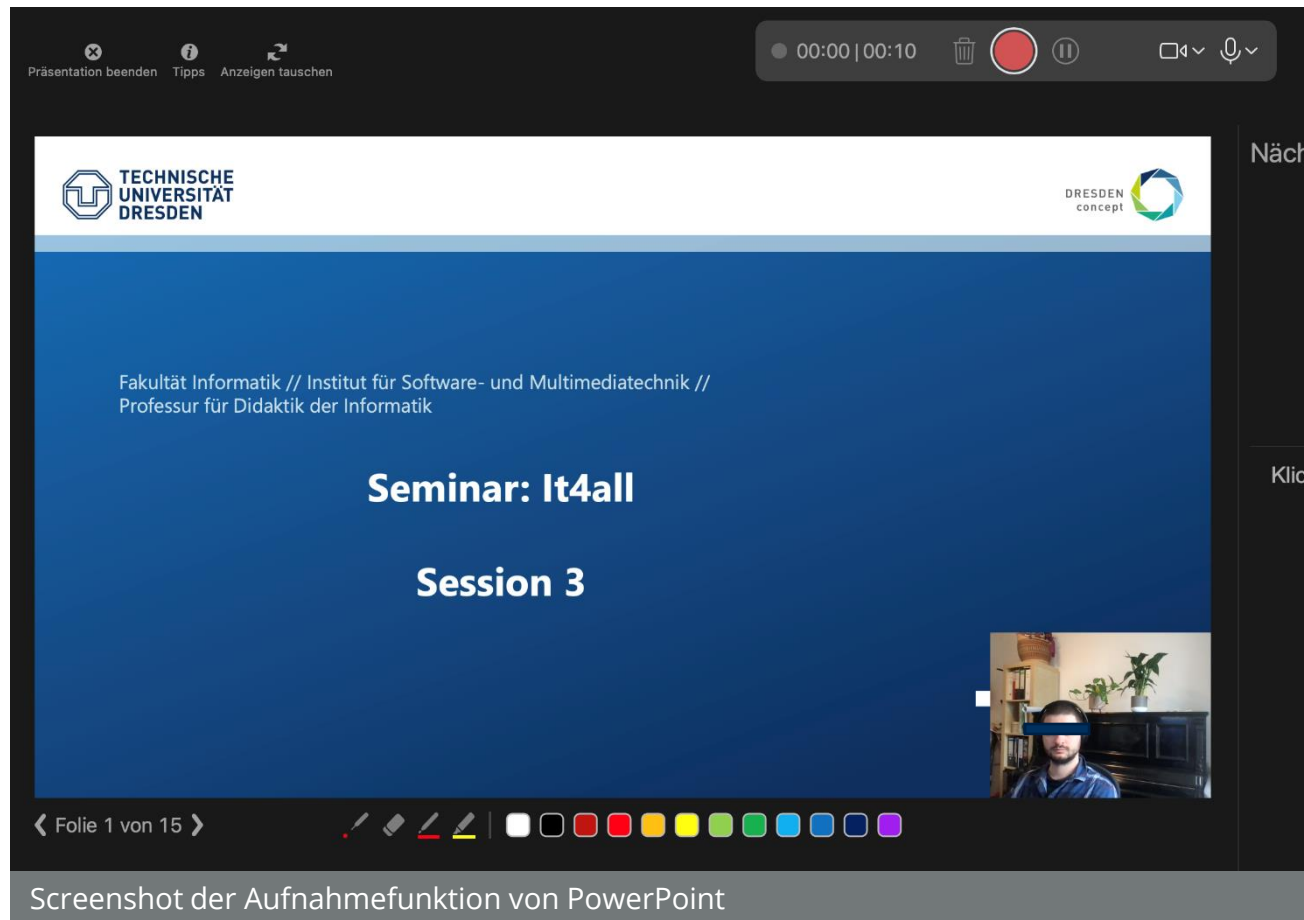 Präsentation beenden Tipps Anzeigen tauschen
00:00|00:10
TECHNISCHE
UNIVERSITÄT
DRESDEN
DRESDEN
concept
Fakultät Informatik // Institut für Software- und Multimediatechnik //
Professur für Didaktik der Informatik
Seminar: It4all
Session 3
Näch
Klic
Folie 1 von 15
Screenshot der Aufnahmefunktion von PowerPoint